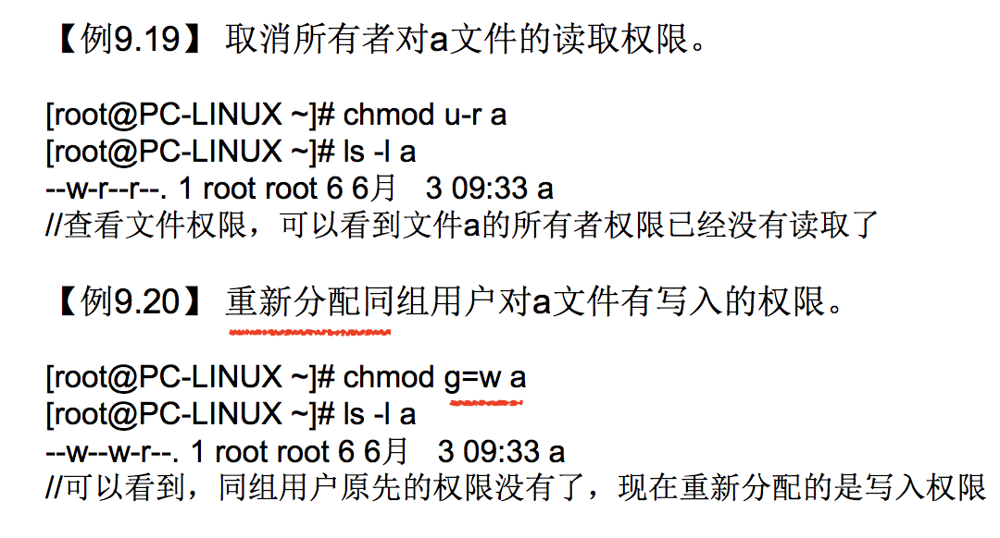 【例9.19】 取消所有者对a文件的读取权限。
[root@PC-LINUX ~]# chmod u-r a
[root@PC-LINUX ~]# ls -l a
--w-r--r--. 1 root root 6 6月   3 09:33 a
//查看文件权限，可以看到文件a的所有者权限已经没有读取了
【例9.20】 重新分配同组用户对a文件有写入的权限。
[root@PC-LINUX ~]# chmod g=w a
[root@PC-LINUX ~]# ls -l a
--w--w-r--. 1 root root 6 6月   3 09:33 a
//可以看到，同组用户原先的权限没有了，现在重新分配的是写入权限